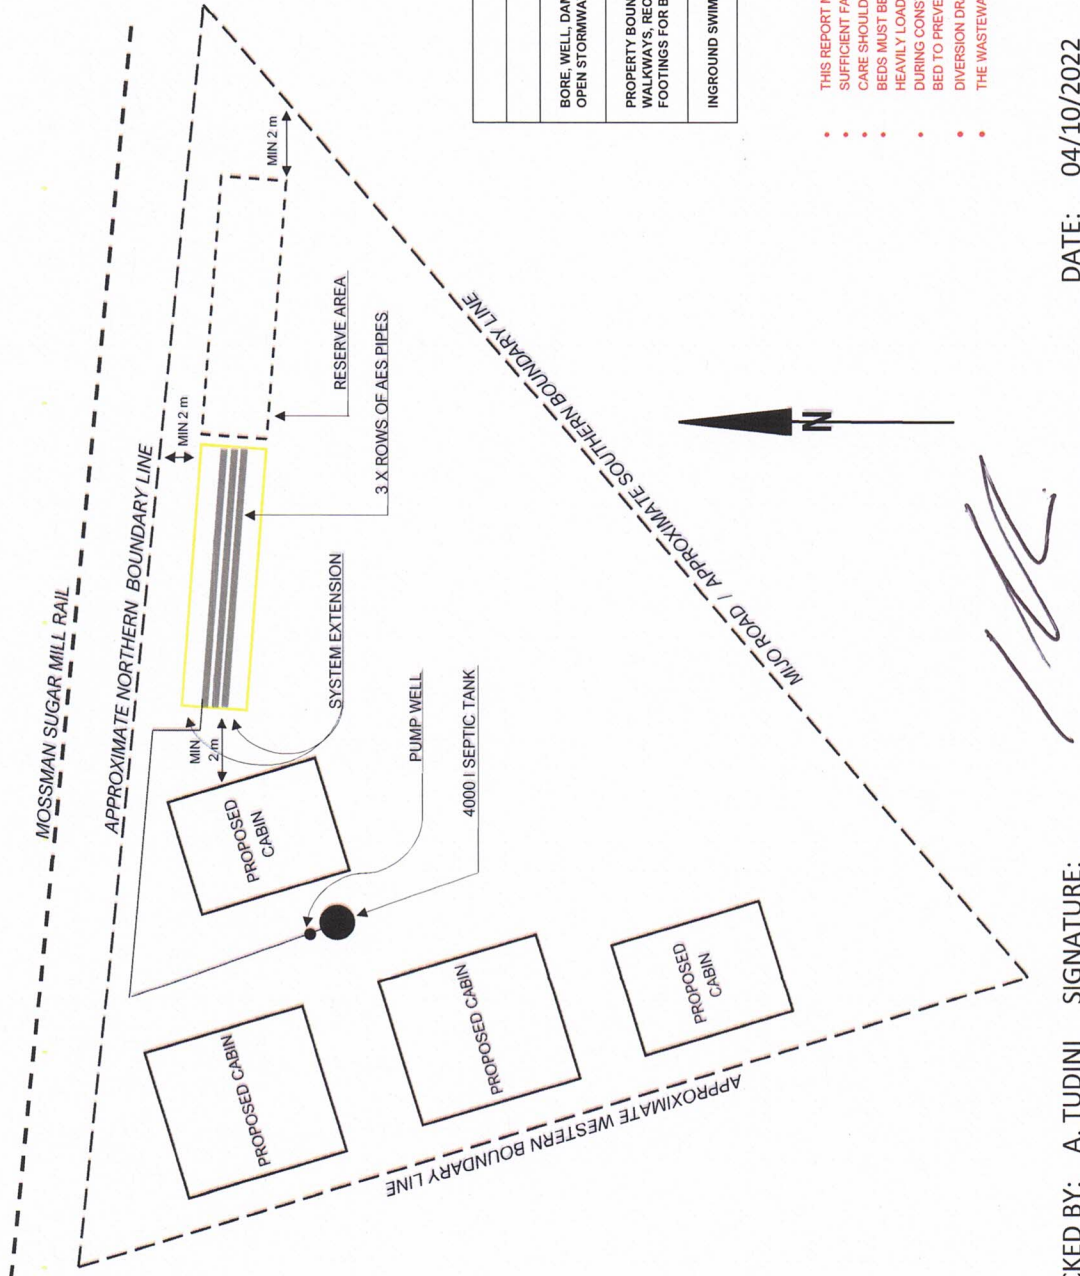 MOSSMAN SUGAR MILL RAIL
APPROXIMATE NORTHERN BOUNDARY LINE
MIN 2 m
MIN 2 m
MIN
2 m
RESERVE AREA
3 X ROWS OF AES PIPES
SYSTEM EXTENSION
PUMP WELL
4000 l SEPTIC TANK
PROPOSED
CABIN
PROPOSED CABIN
PROPOSED CABIN
PROPOSED
CABIN
APPROXIMATE WESTERN BOUNDARY LINE
MIJO ROAD / APPROXIMATE SOUTHERN BOUNDARY LINE
N
BORE, WELL, DAM
OPEN STORMWA
PROPERTY BOUN
WALKWAYS, REC
FOOTINGS FOR B
INGROUND SWIM
• THIS REPORT M
• SUFFICIENT FA
• CARE SHOULD
• BEDS MUST BE
HEAVILY LOAD
• DURING CONS
BED TO PREVE
• DIVERSION DRA
• THE WASTEWA
CKED BY: A. TUDINI SIGNATURE: DATE: 04/10/2022